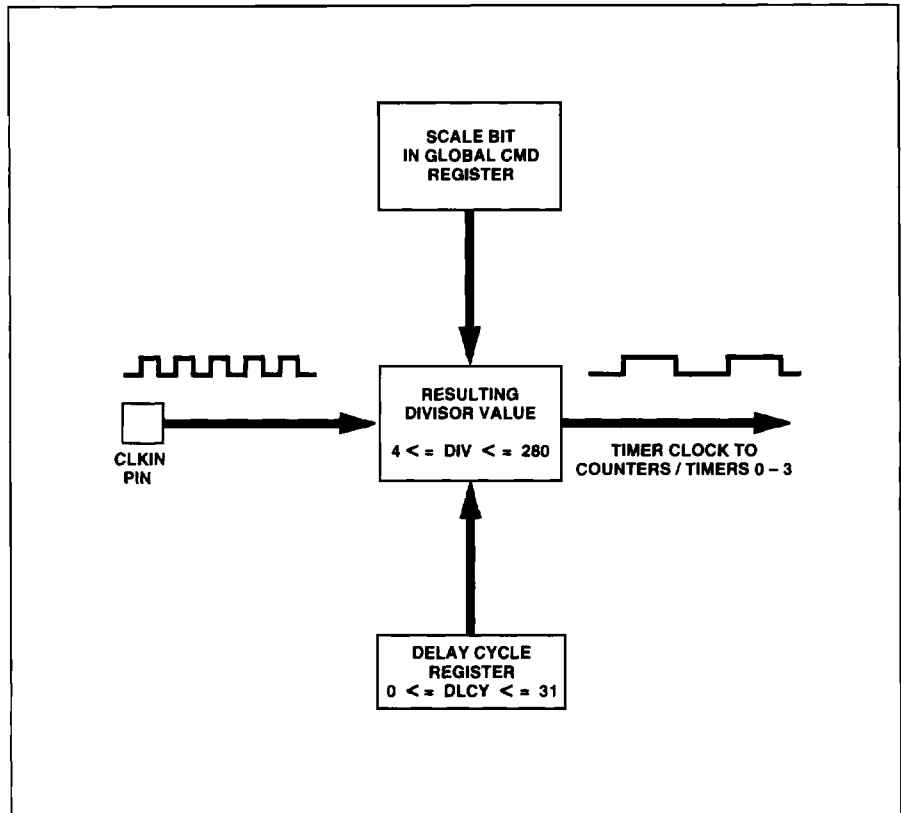 SCALE BIT
IN GLOBAL CMD
REGISTER
CLKIN
PIN
RESULTING
DIVISOR VALUE
4 < = DIV < = 280
TIMER CLOCK TO
COUNTERS / TIMERS 0 – 3
DELAY CYCLE
REGISTER
0 < = DLCY < = 31